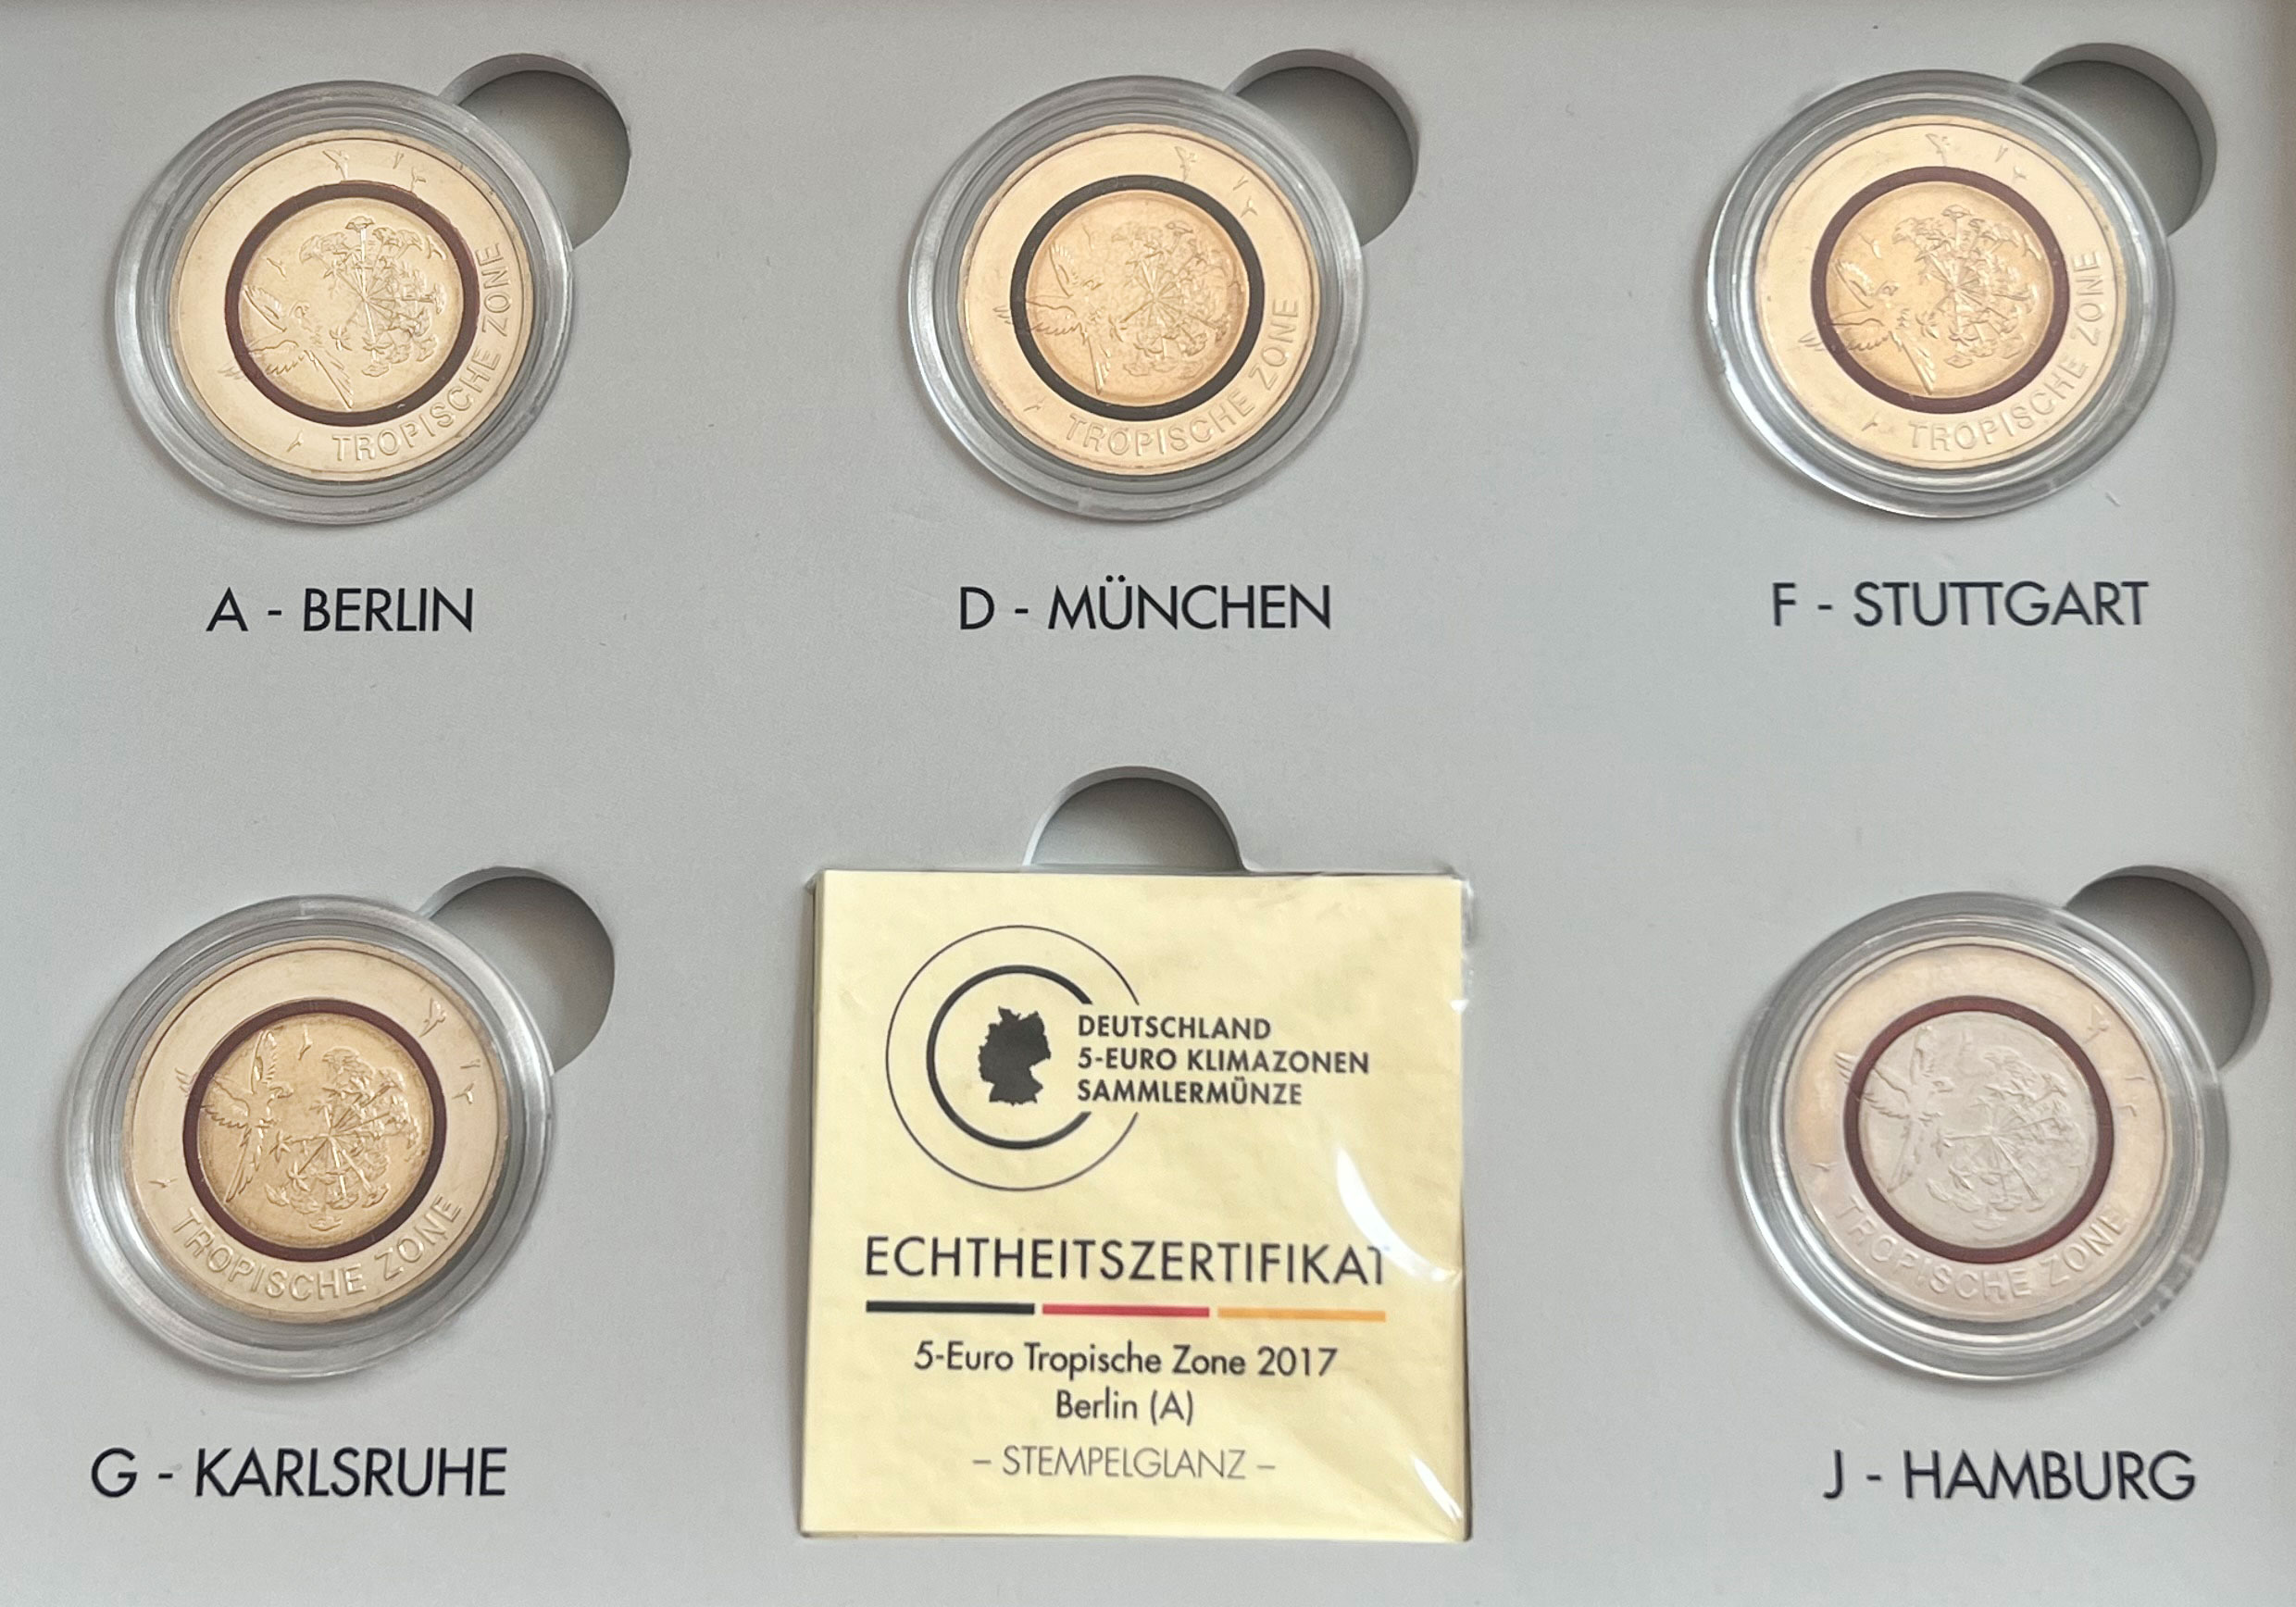 TROPISCHE ZONE
TROPISCHE ZONE
TROPISCHE ZONE
A - BERLIN
D - MÜNCHEN
F - STUTTGART
TROPISCHE ZONE
DEUTSCHLAND
5-EURO KLIMAZONEN
SAMMLERMÜNZE
ECHTHEITSZERTIFIKAT
5-Euro Tropische Zone 2017
Berlin (A)
– STEMPELGLANZ –
TROPISCHE ZONE
G - KARLSRUHE
J - HAMBURG